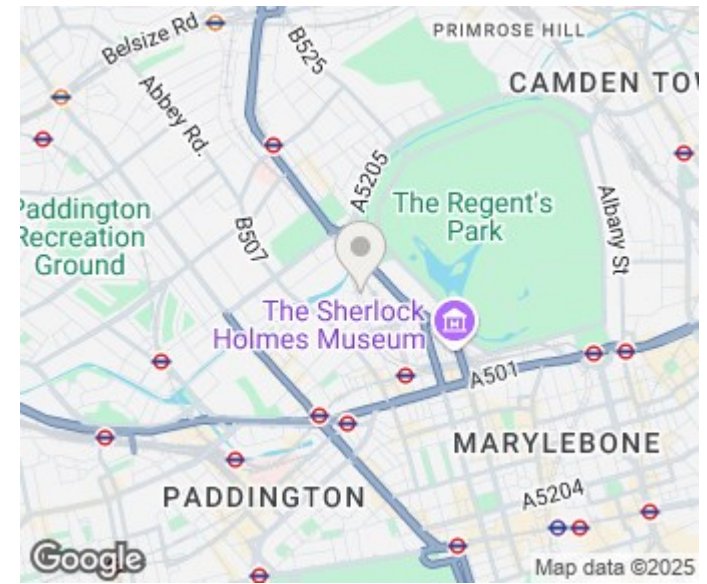 PRIMROSE HILL
Belsize Rd
B525
CAMDEN TO
Abbey Rd.
A5205
Paddington
Recreation
Ground
The Regent's
Park
Albany St
B507
The Sherlock
Holmes Museum
A501
MARYLEBONE
PADDINGTON
A5204
Google
Map data ©2025